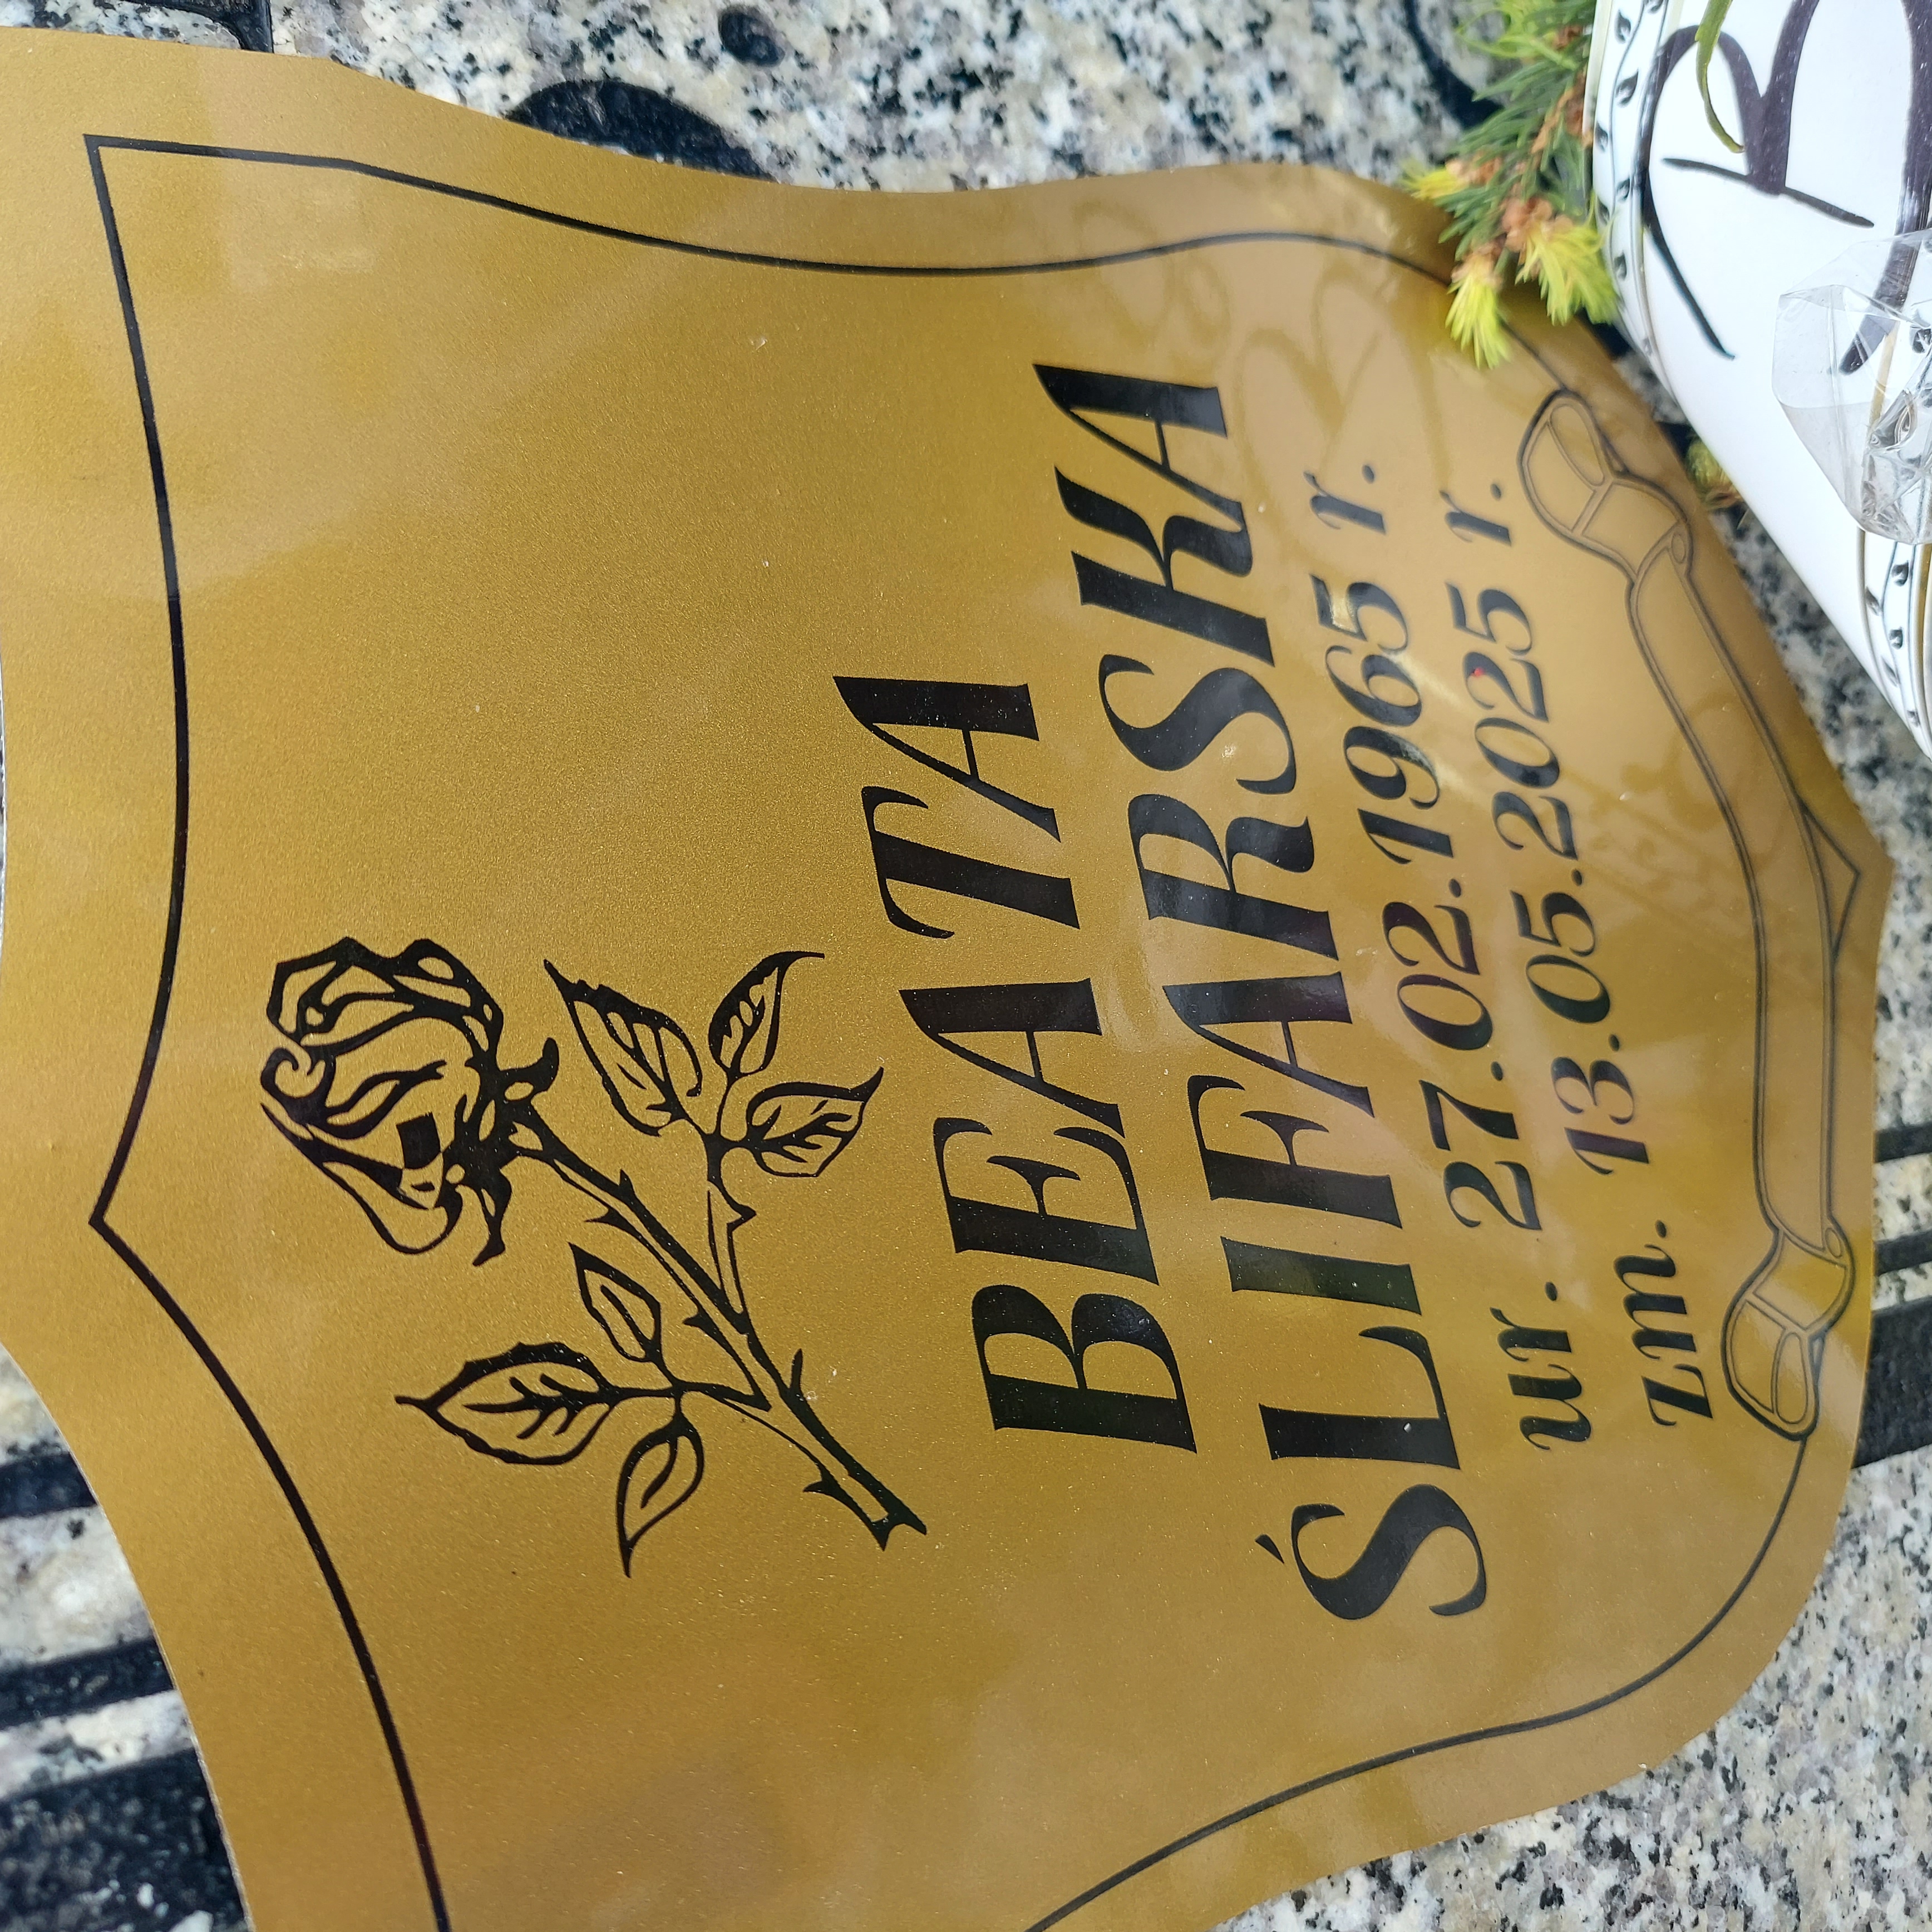 BEATA
ŚLIFARSKA
ur. 27.02.1965 r.
zm. 13.05.2025 r.